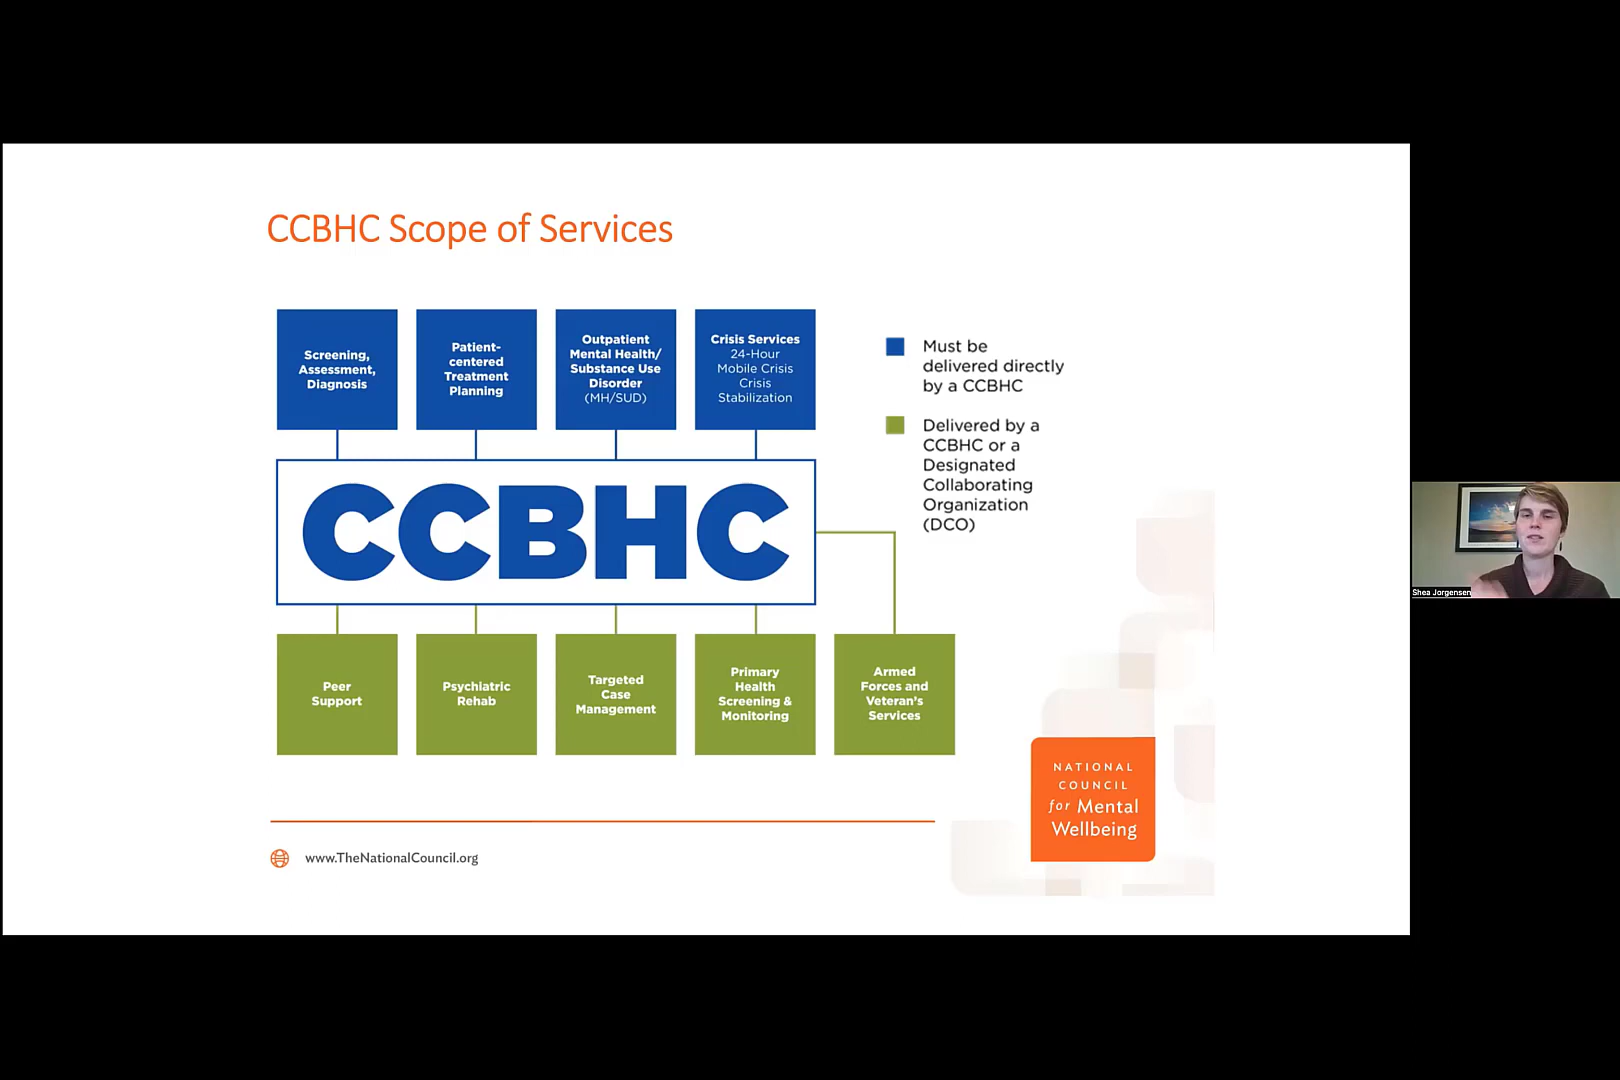 CCBHC Scope of Services
Screening,
Assessment,
Diagnosis
Patient-
centered
Treatment
Planning
Outpatient
Mental Health/
Substance Use
Disorder
(MH/SUD)
Crisis Services
24-Hour
Mobile Crisis
Crisis
Stabilization
Must be
delivered directly
by a CCBHC
Delivered by a
CCBHC or a
Designated
Collaborating
Organization
(DCO)
CCBHC
Peer
Support
Psychiatric
Rehab
Targeted
Case
Management
Primary
Health
Screening &
Monitoring
Armed
Forces and
Veteran's
Services
NATIONAL
COUNCIL
for Mental
Wellbeing
www.TheNationalCouncil.org
Shea Jorgensen